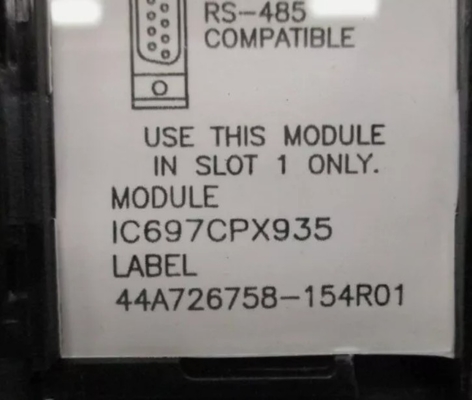 RS-485
COMPATIBLE
USE THIS MODULE
IN SLOT 1 ONLY.
MODULE
IC697CPX935
LABEL
44A726758-154R01